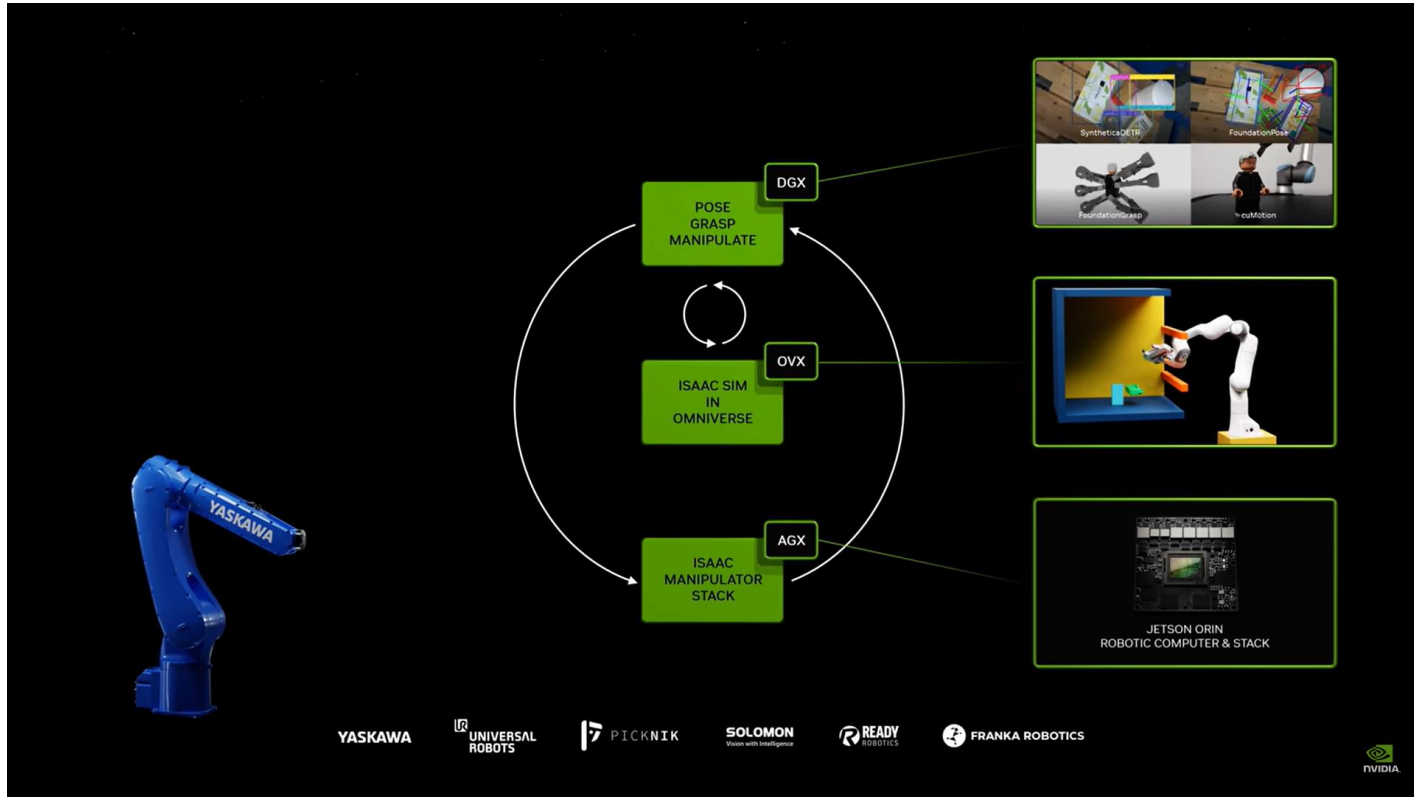 SyntheticaDETR
FoundationPose
FoundationGrasp
cuMotion
DGX
POSE
GRASP
MANIPULATE
OVX
ISAAC SIM
IN
OMNIVERSE
AGX
ISAAC
MANIPULATOR
STACK
JETSON ORIN
ROBOTIC COMPUTER & STACK
YASKAWA
YASKAWA
UR
UNIVERSAL
ROBOTS
PICKNIK
SOLOMON
Vision with Intelligence
READY
ROBOTICS
FRANKA ROBOTICS
NVIDIA